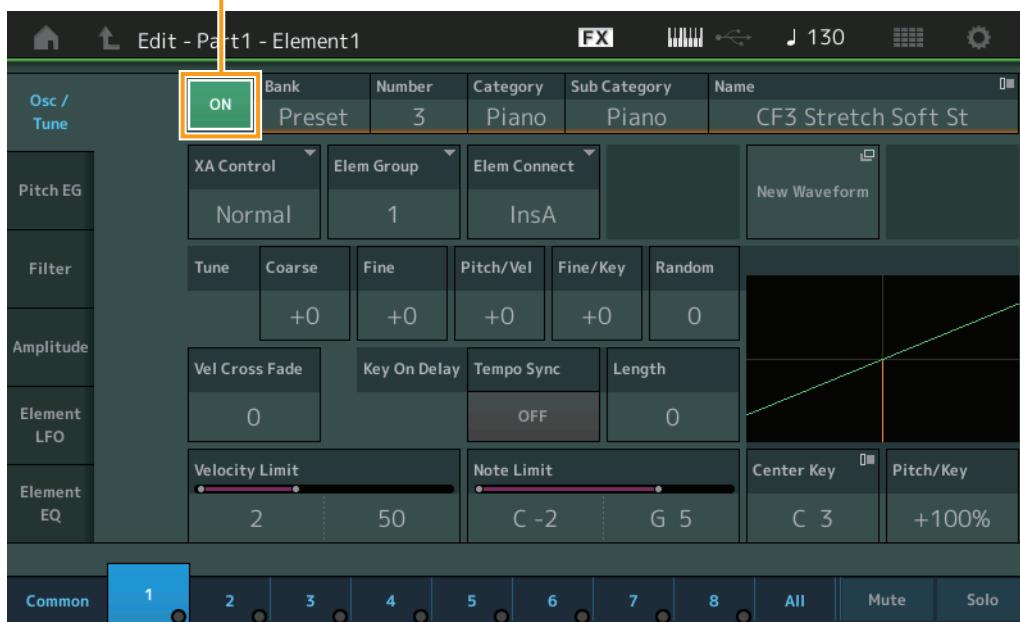 Edit - Part1 - Element1 FX ♩ 130
Osc /
Tune
ON
Bank Number Category Sub Category Name
Preset 3 Piano Piano CF3 Stretch Soft St
Pitch EG
XA Control Elem Group Elem Connect
Normal 1 InsA
New Waveform
Filter
Tune Coarse Fine Pitch/Vel Fine/Key Random
+0 +0 +0 +0 0
Amplitude
Vel Cross Fade Key On Delay Tempo Sync Length
0 OFF 0
Element
LFO
Velocity Limit Note Limit Center Key Pitch/Key
2 50 C -2 G 5 C 3 +100%
Element
EQ
Common 1 2 3 4 5 6 7 8 All Mute Solo